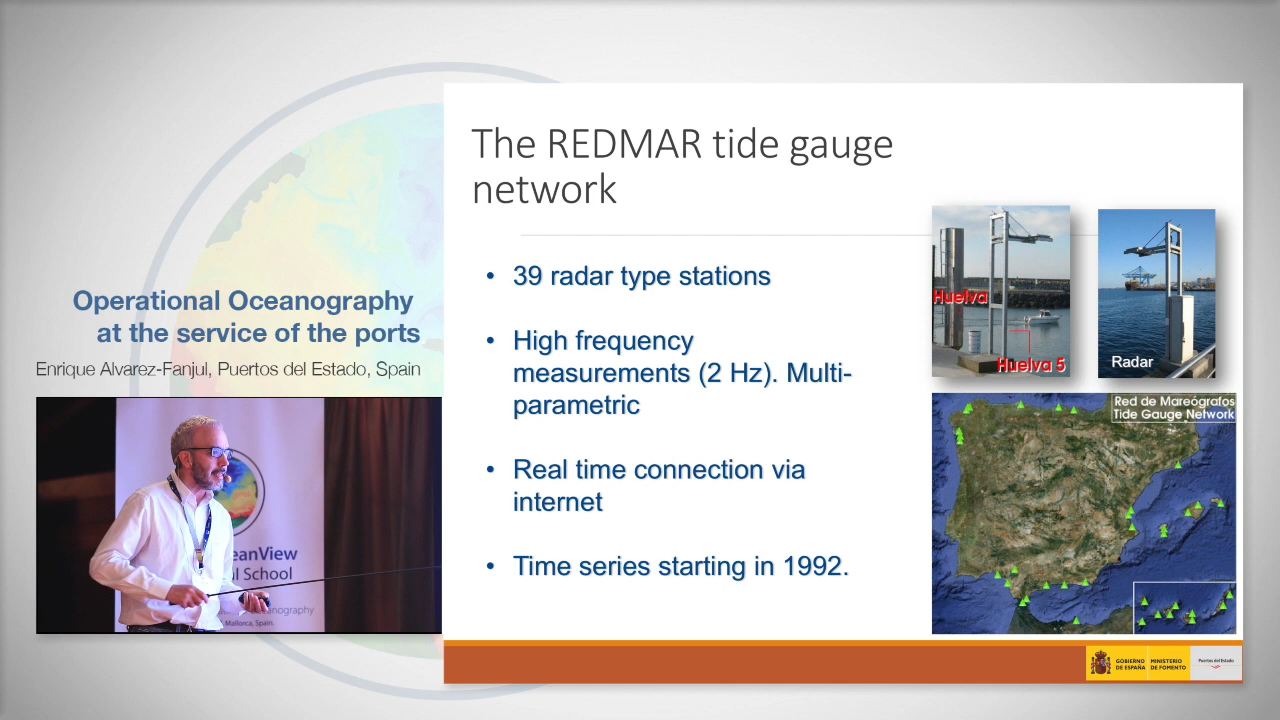 Operational Oceanography
at the service of the ports
Enrique Alvarez-Fanjul, Puertos del Estado, Spain
eanView
l School
anography
Mallorca, Spain.
The REDMAR tide gauge
network
• 39 radar type stations
• High frequency
measurements (2 Hz). Multi-
parametric
• Real time connection via
internet
• Time series starting in 1992.
Huelva
Huelva 5
Radar
Red de Mareógrafos
Tide Gauge Network
GOBIERNO
DE ESPAÑA
MINISTERIO
DE FOMENTO
Puertos del Estado